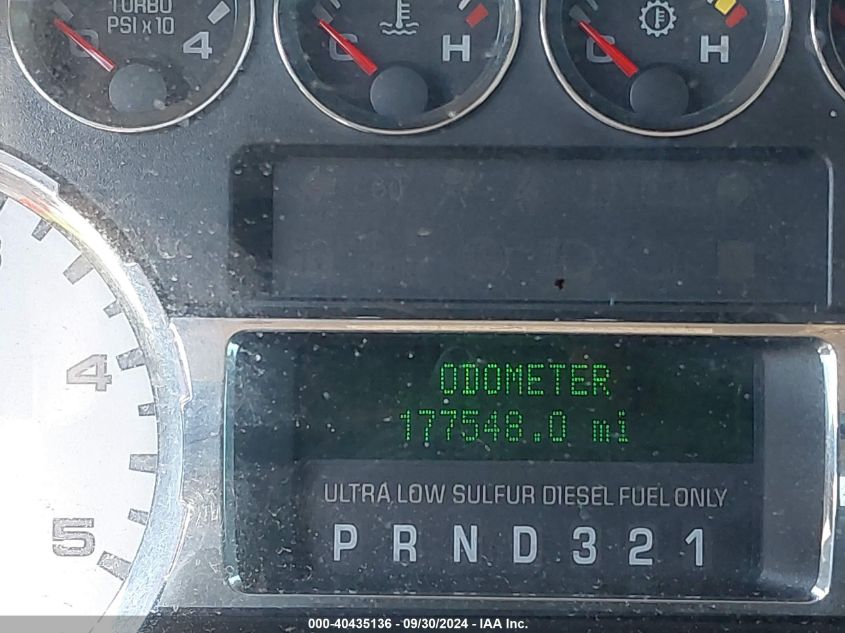 TURBO
PSI x 10
0 4
C H
C H
4
5
ODOMETER
177548.0 mi
ULTRA LOW SULFUR DIESEL FUEL ONLY
P R N D 3 2 1
000-40435136 - 09/30/2024 - IAA Inc.